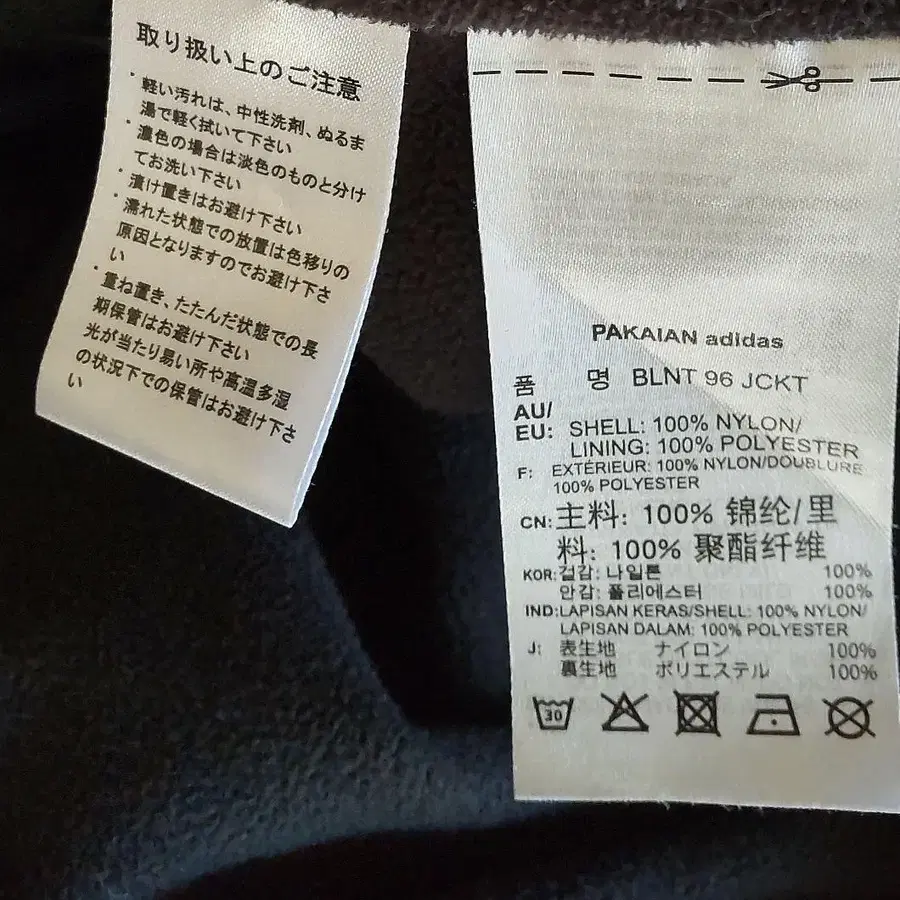 取り扱い上のご注意
・軽い汚れは、中性洗剤、ぬるま
湯で軽く拭いて下さい
・濃色の場合は淡色のものと分け
てお洗い下さい
・漬け置きはお避け下さい
・濡れた状態での放置は色移りの
原因となりますのでお避け下さ
い
・重ね置き、たたんだ状態での長
期保管はお避け下さい
光が当たり易い所や高温多湿
の状況下での保管はお避け下さ
い
PAKAIAN adidas
품 명 BLNT 96 JCKT
AU/
EU: SHELL: 100% NYLON/
LINING: 100% POLYESTER
F: EXTÉRIEUR: 100% NYLON/DOUBLURE
100% POLYESTER
CN: 主料: 100% 锦纶/里
料: 100% 聚酯纤维
KOR: 겉감: 나일론 100%
안감: 폴리에스터 100%
IND: LAPISAN KERAS/SHELL: 100% NYLON/
LAPISAN DALAM: 100% POLYESTER
J: 表生地 ナイロン 100%
裏生地 ポリエステル 100%
30